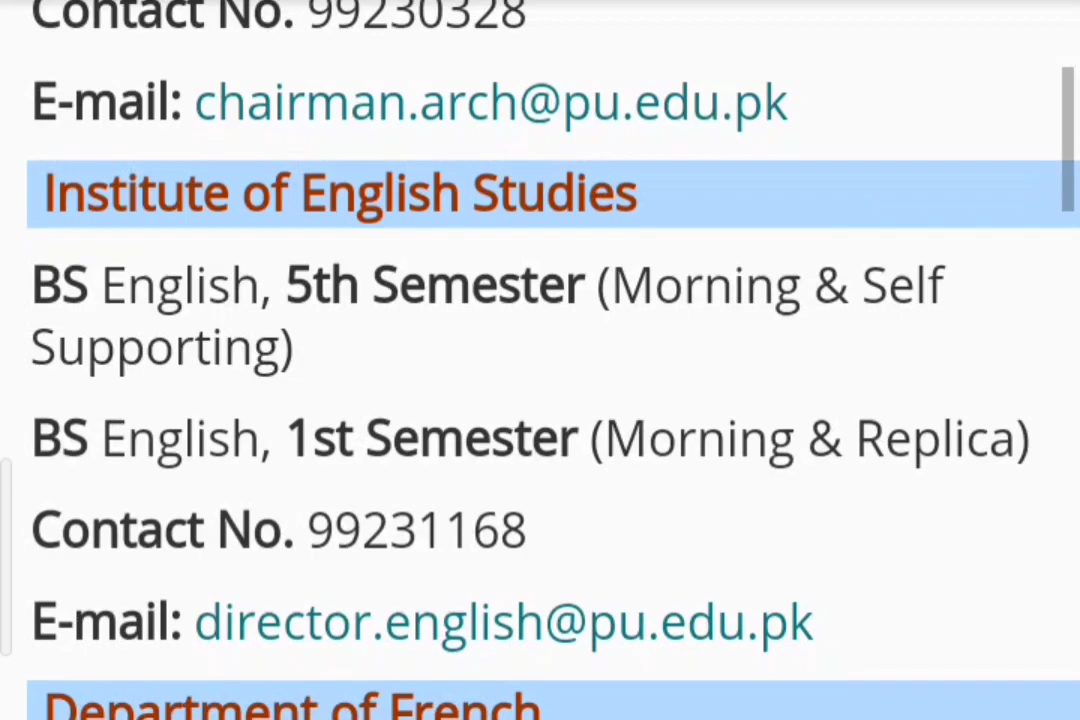 Contact No. 99230328
E-mail: chairman.arch@pu.edu.pk
Institute of English Studies
BS English, 5th Semester (Morning & Self
Supporting)
BS English, 1st Semester (Morning & Replica)
Contact No. 99231168
E-mail: director.english@pu.edu.pk
Department of French